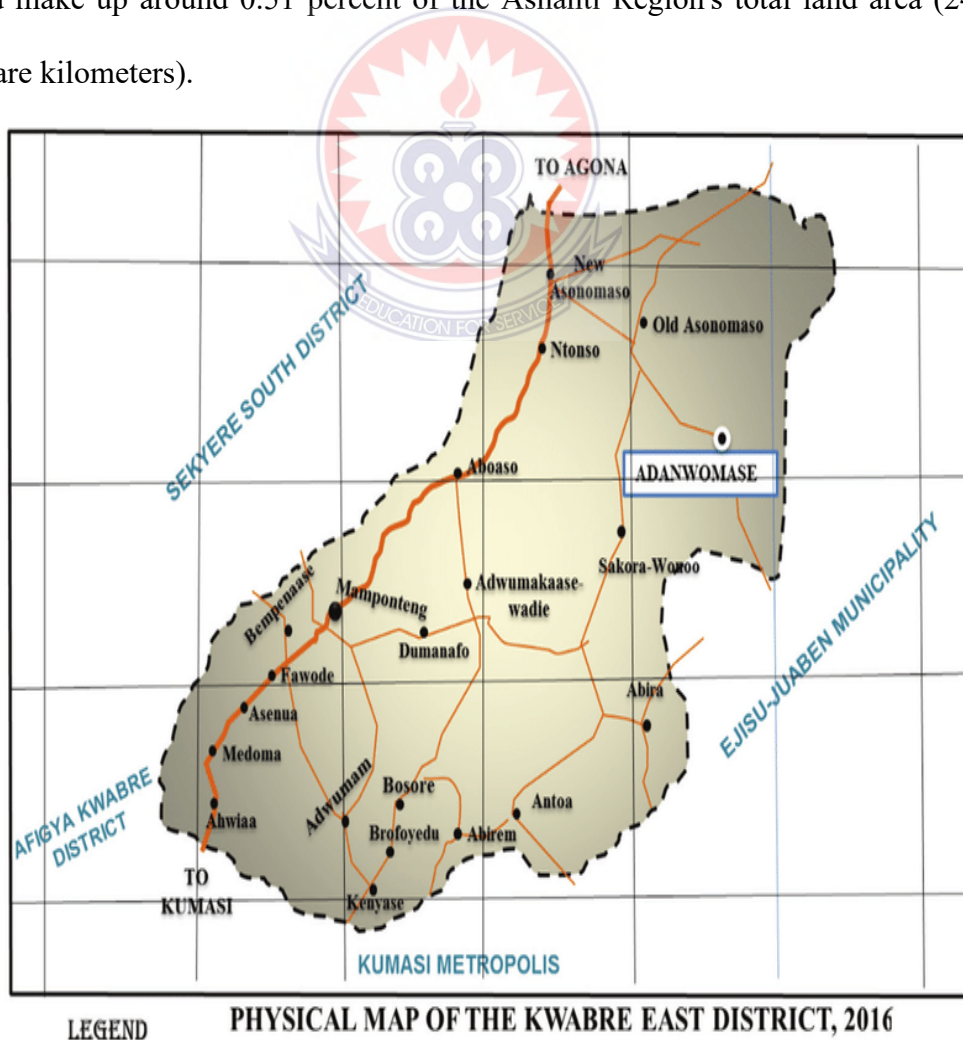 make up around 0.51 percent of the Ashanti Region's total land area
are kilometers).
TO AGONA
EDUCATION FOR SERVICE
New
Asonomaso
Old Asonomaso
Ntonso
SEKYERE SOUTH DISTRICT
ADANWOMASE
Aboaso
Sakora-Wonoo
Adwumakaase-
wadie
Bempenaase
Mamponteng
Dumanafo
EJISU-JUABEN MUNICIPALITY
Fawode
Abira
Asenua
Medoma
AFIGYA KWABRE
DISTRICT
Adwumam
Bosore
Antoa
Ahwiaa
Brofoyedu
Abirem
TO
KUMASI
Kenyase
KUMASI METROPOLIS
LEGEND
PHYSICAL MAP OF THE KWABRE EAST DISTRICT, 2016